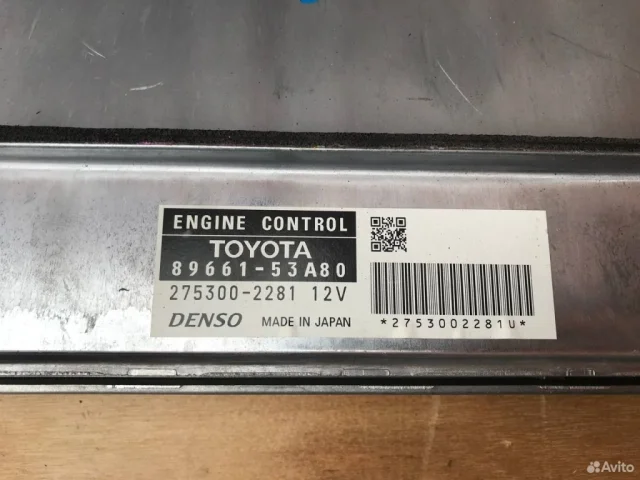 ENGINE CONTROL
TOYOTA
89661-53A80
275300-2281 12V
DENSO MADE IN JAPAN
*2753002281U*
Avito